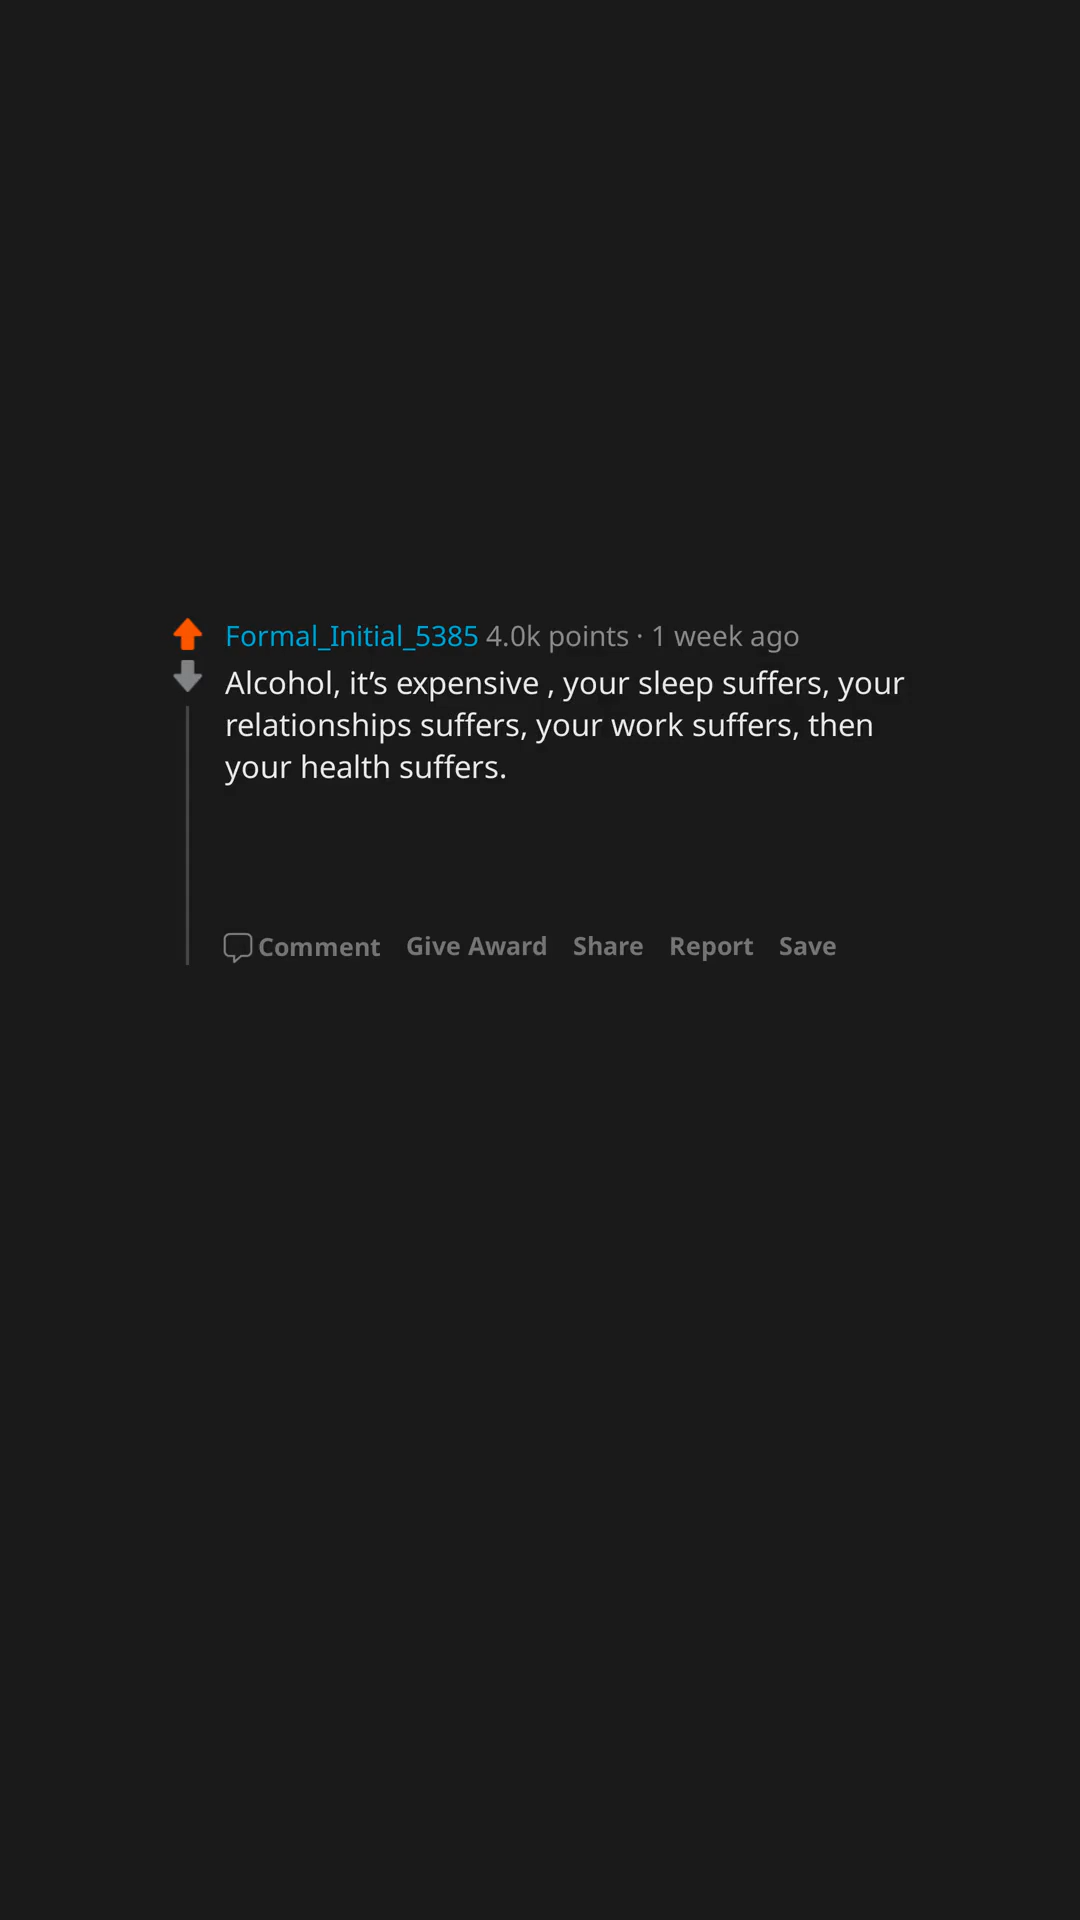 Formal_Initial_5385 4.0k points · 1 week ago
Alcohol, it’s expensive , your sleep suffers, your
relationships suffers, your work suffers, then
your health suffers.
Comment Give Award Share Report Save